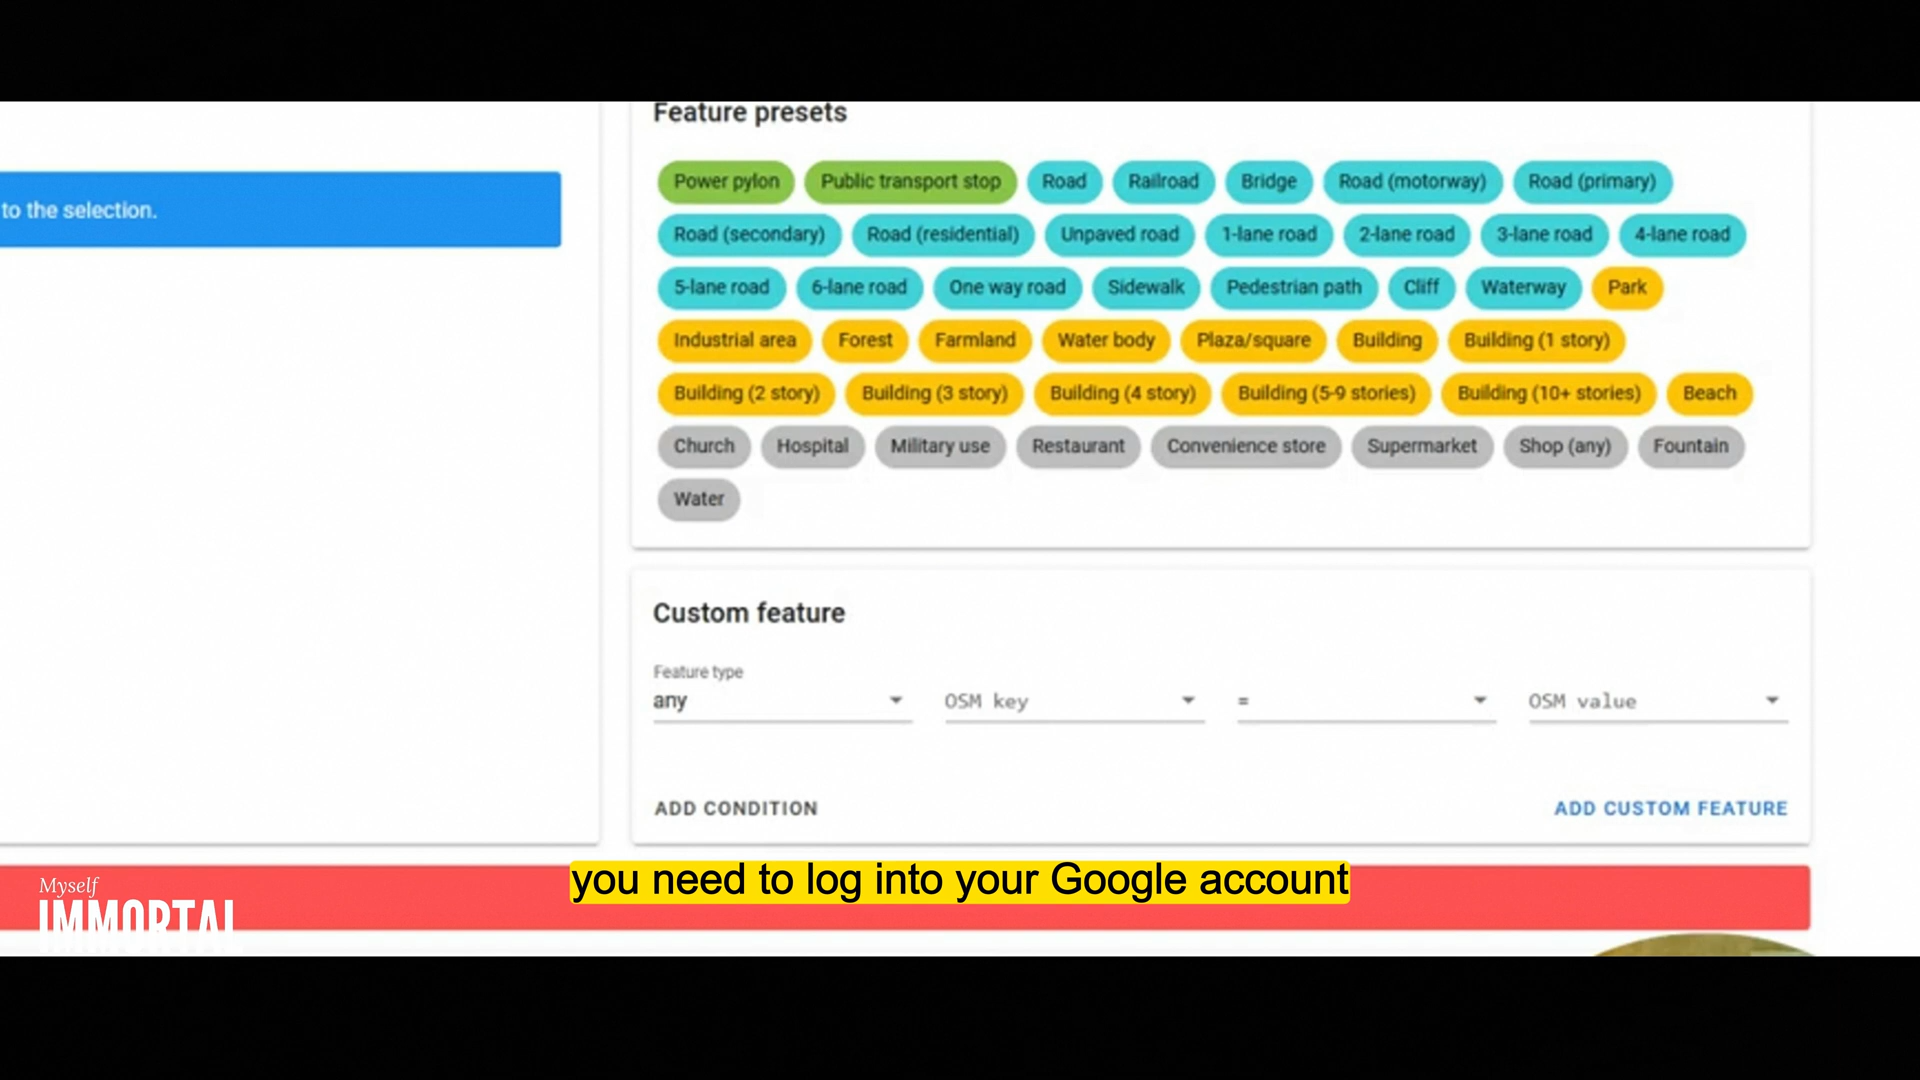 Feature presets
Power pylon Public transport stop Road Railroad Bridge Road (motorway) Road (primary)
to the selection.
Road (secondary) Road (residential) Unpaved road 1-lane road 2-lane road 3-lane road 4-lane road
5-lane road 6-lane road One way road Sidewalk Pedestrian path Cliff Waterway Park
Industrial area Forest Farmland Water body Plaza/square Building Building (1 story)
Building (2 story) Building (3 story) Building (4 story) Building (5-9 stories) Building (10+ stories) Beach
Church Hospital Military use Restaurant Convenience store Supermarket Shop (any) Fountain
Water
Custom feature
Feature type
any OSM key = OSM value
ADD CONDITION ADD CUSTOM FEATURE
you need to log into your Google account
Myself
IMMORTAL